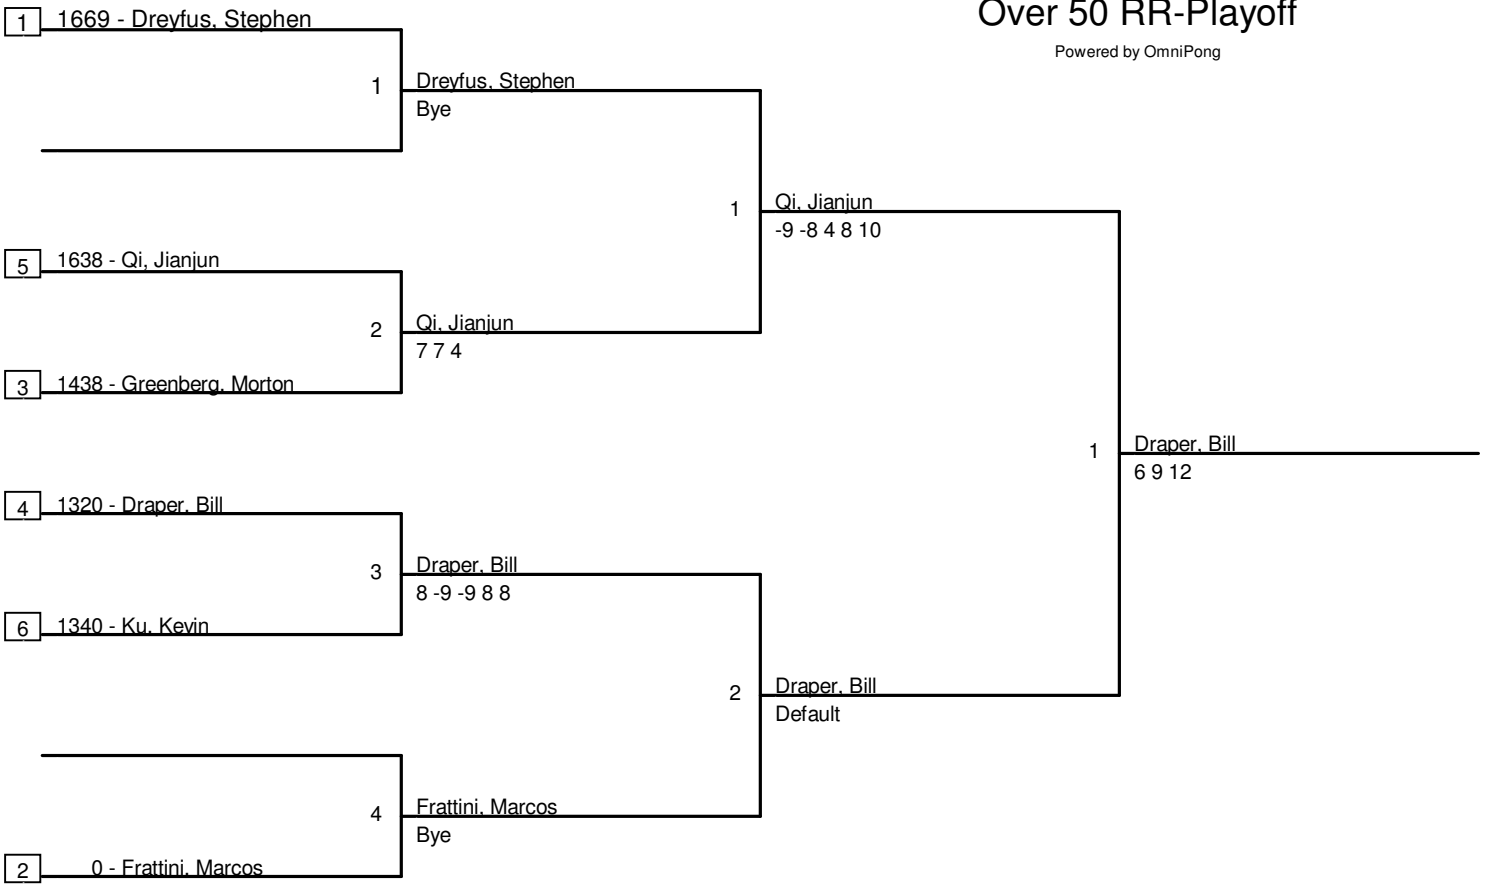 Over 50 RR-Playoff
Powered by OmniPong
1 1669 - Dreyfus, Stephen
1 Dreyfus, Stephen
Bye
1 Qi, Jianjun
-9 -8 4 8 10
5 1638 - Qi, Jianjun
2 Qi, Jianjun
7 7 4
3 1438 - Greenberg, Morton
1 Draper, Bill
6 9 12
4 1320 - Draper, Bill
3 Draper, Bill
8 -9 -9 8 8
6 1340 - Ku, Kevin
2 Draper, Bill
Default
4 Frattini, Marcos
Bye
2 0 - Frattini, Marcos